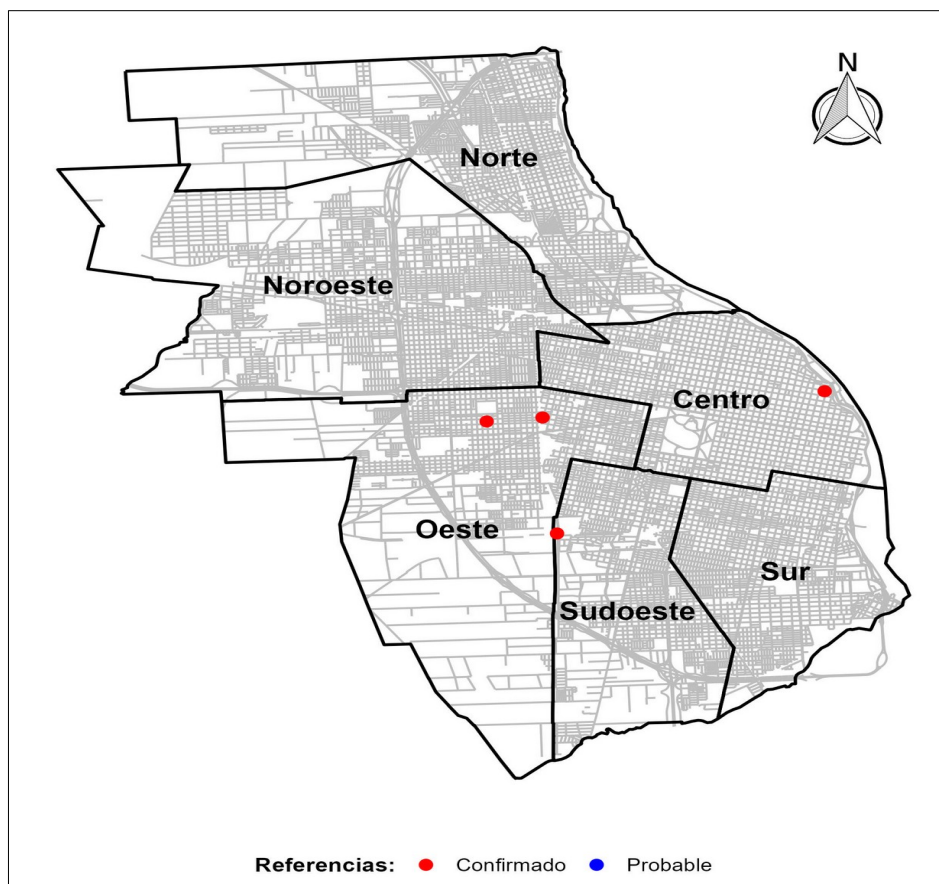 N
Norte
Noroeste
Centro
Oeste
Sur
Sudoeste
Referencias: Confirmado Probable